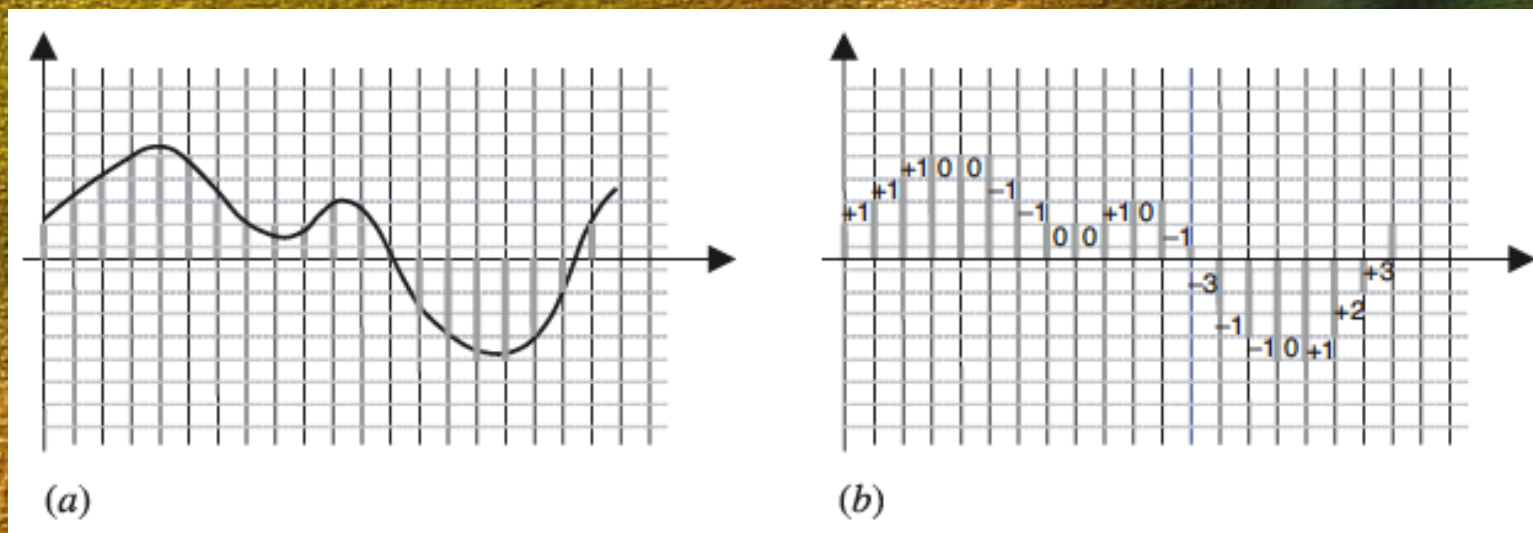 +1 +1 +1 0 0 –1 –1 0 0 +1 0 –1 –3 –1 –1 0 +1 +2 +3
(a)
(b)